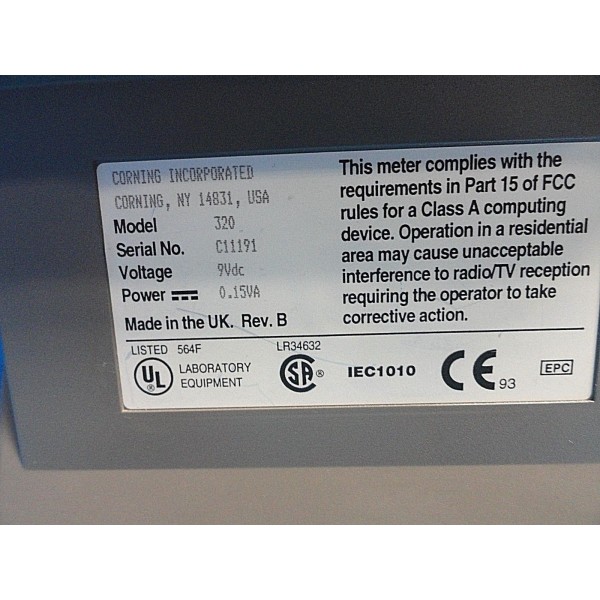 CORNING INCORPORATED
CORNING, NY 14831, USA
Model 320
Serial No. C11191
Voltage 9Vdc
Power 0.15VA
Made in the UK. Rev. B
This meter complies with the
requirements in Part 15 of FCC
rules for a Class A computing
device. Operation in a residential
area may cause unacceptable
interference to radio/TV reception
requiring the operator to take
corrective action.
LISTED 564F
UL ® LABORATORY
EQUIPMENT
LR34632
SA ®
IEC1010
CE 93
EPC